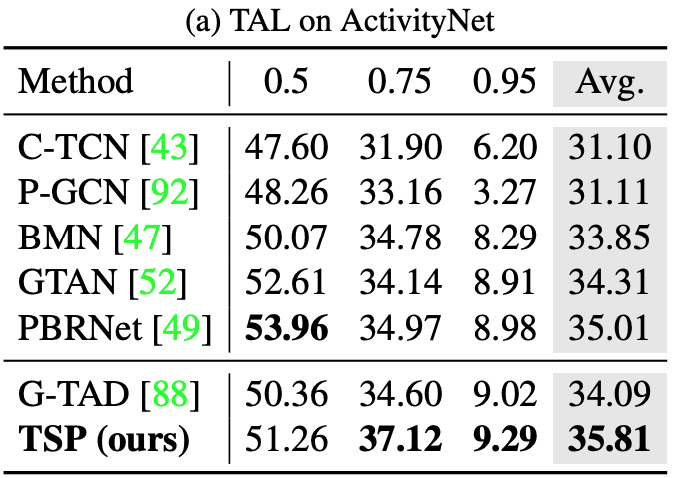 (a) TAL on ActivityNet
Method 0.5 0.75 0.95 Avg.
C-TCN [43] 47.60 31.90 6.20 31.10
P-GCN [92] 48.26 33.16 3.27 31.11
BMN [47] 50.07 34.78 8.29 33.85
GTAN [52] 52.61 34.14 8.91 34.31
PBRNet [49] 53.96 34.97 8.98 35.01
G-TAD [88] 50.36 34.60 9.02 34.09
TSP (ours) 51.26 37.12 9.29 35.81